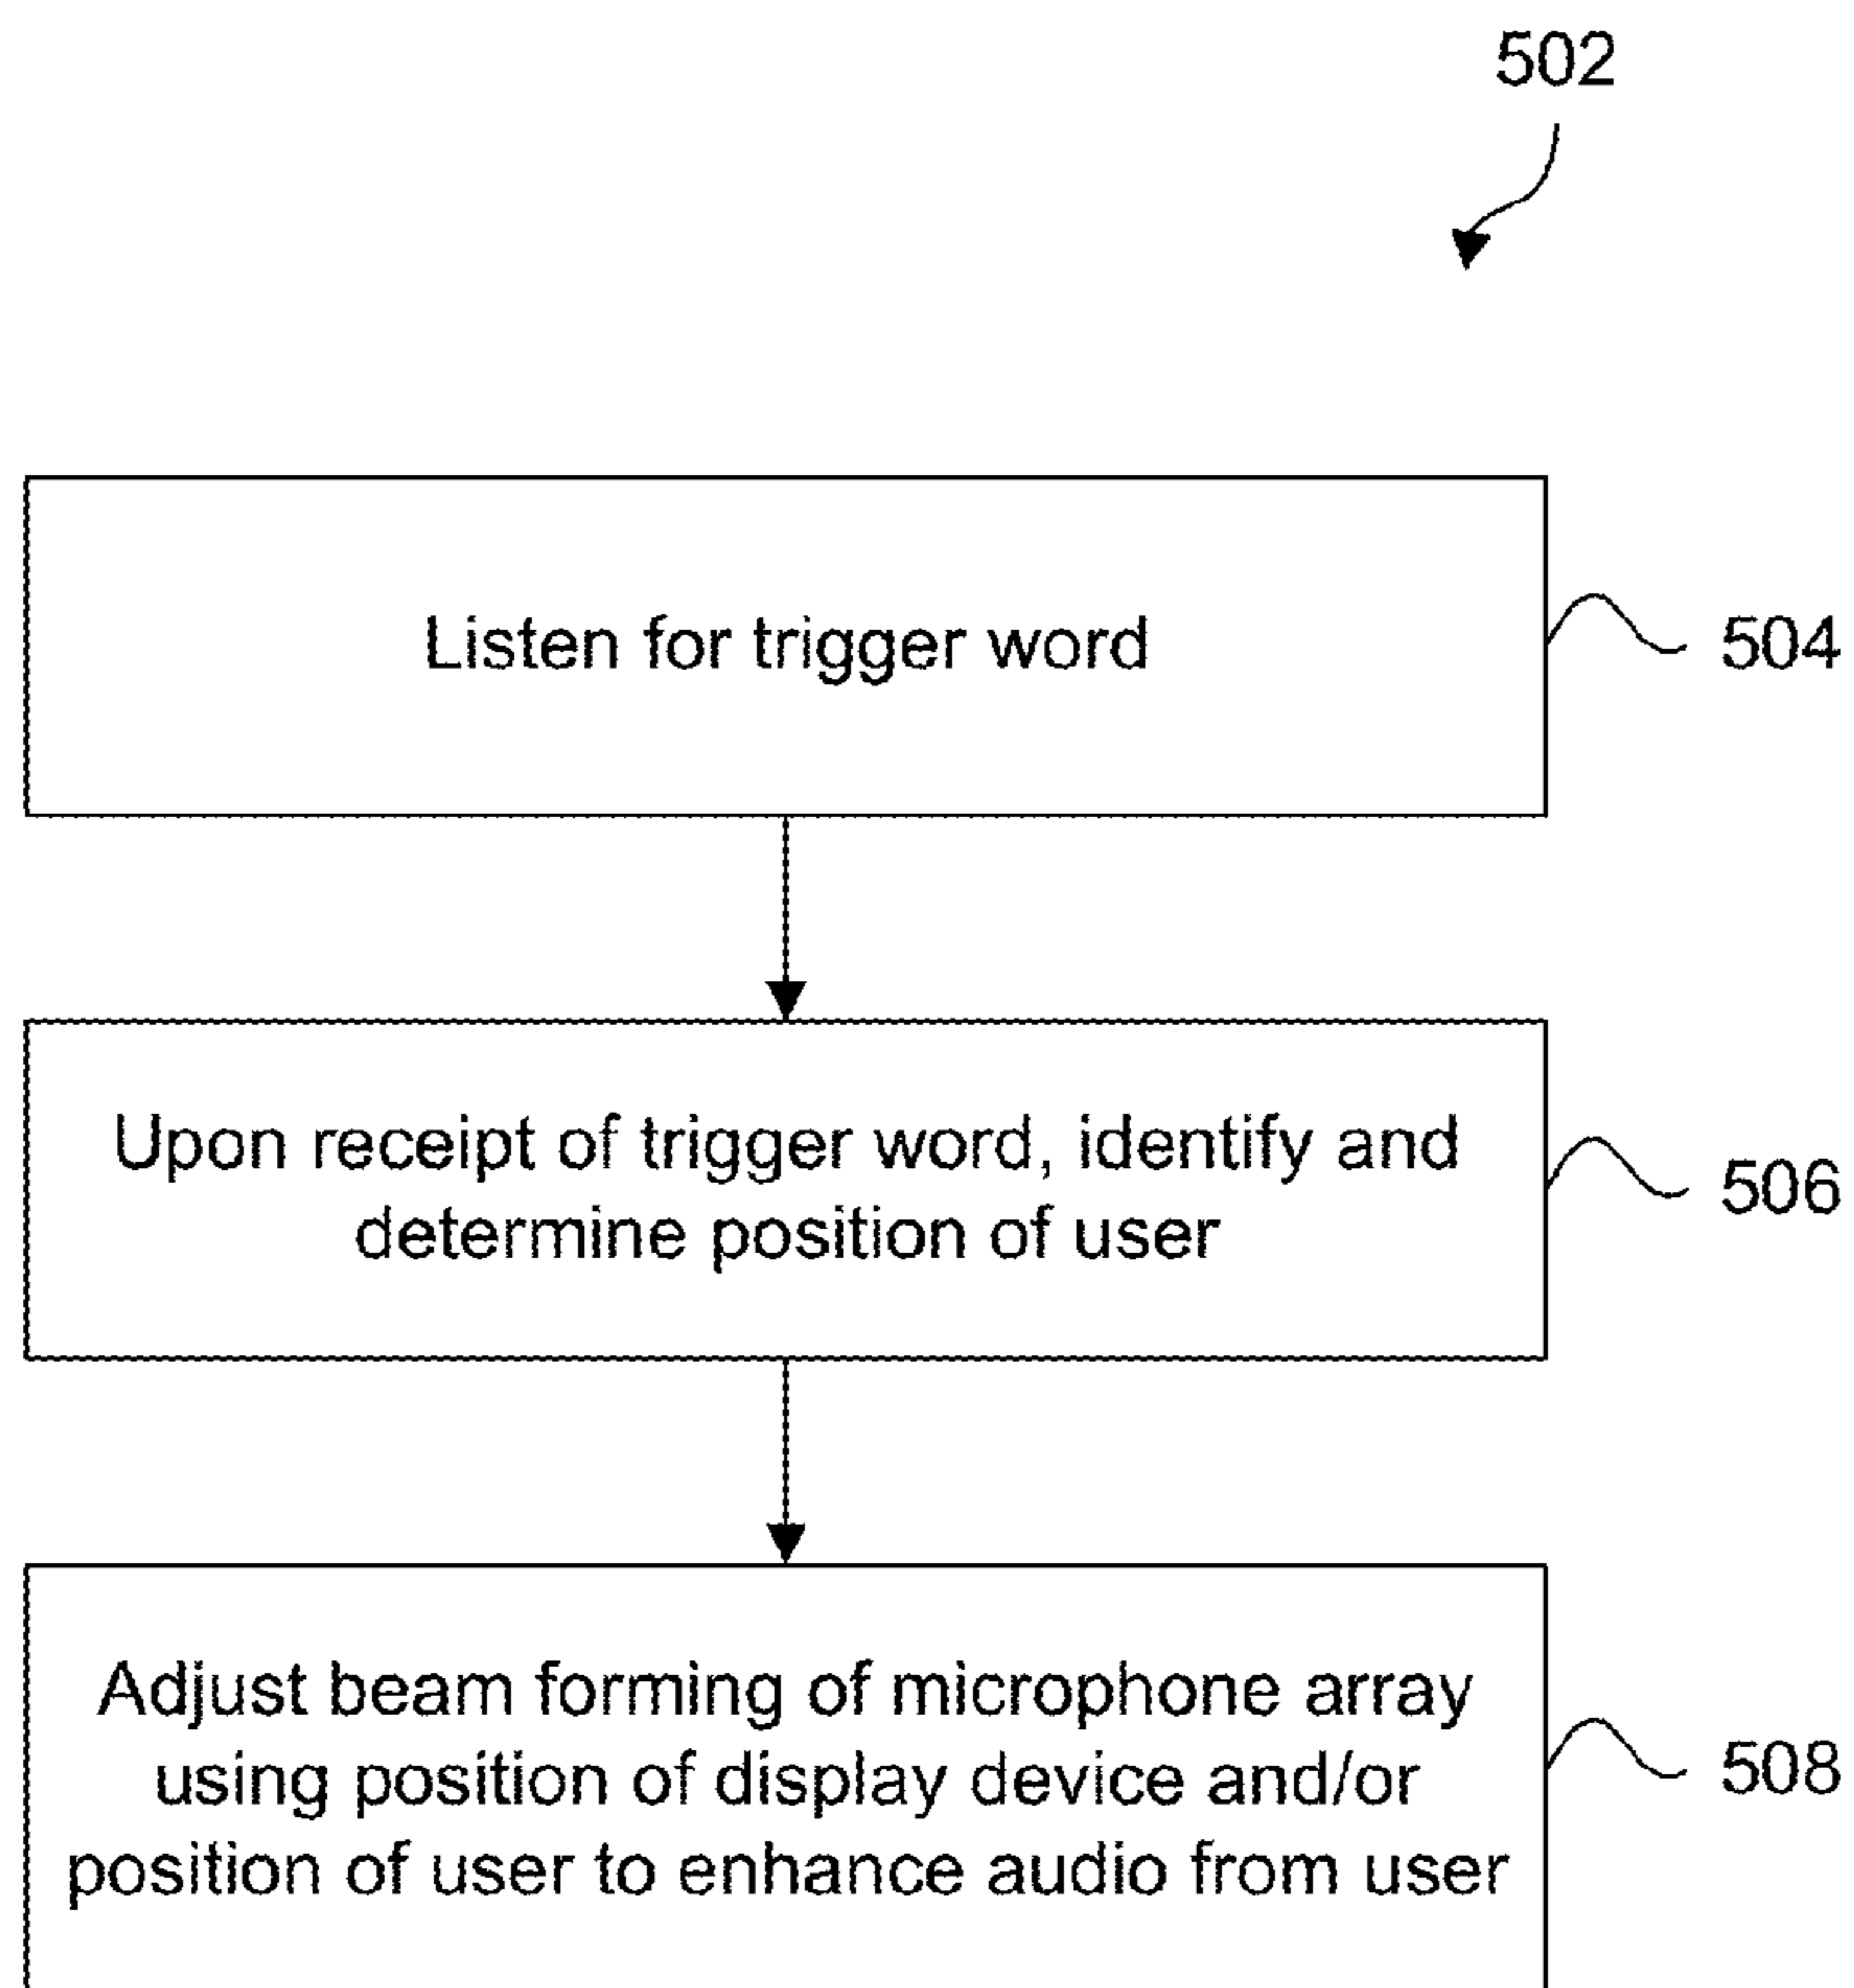 502
Listen for trigger word
504
Upon receipt of trigger word, identify and
determine position of user
506
Adjust beam forming of microphone array
using position of display device and/or
position of user to enhance audio from user
508